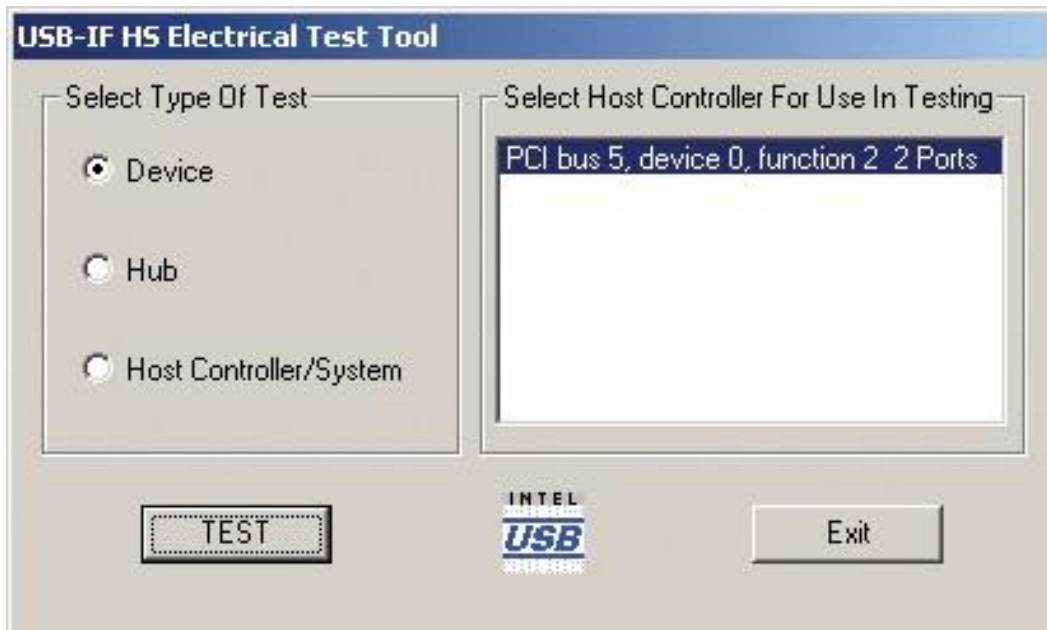 USB-IF HS Electrical Test Tool
Select Type Of Test
Device
Hub
Host Controller/System
Select Host Controller For Use In Testing
PCI bus 5, device 0, function 2  2 Ports
TEST
INTEL
USB
Exit